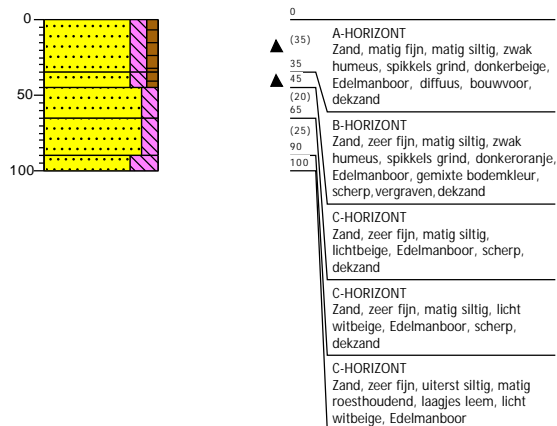 0
50
100
0
(35)
35
45
(20)
65
(25)
90
100
A-HORIZONT
Zand, matig fijn, matig siltig, zwak
humeus, spikkels grind, donkerbeige,
Edelmanboor, diffuus, bouwvoor,
dekzand
B-HORIZONT
Zand, zeer fijn, matig siltig, zwak
humeus, spikkels grind, donkeroranje,
Edelmanboor, gemixte bodemkleur,
scherp, vergraven, dekzand
C-HORIZONT
Zand, zeer fijn, matig siltig,
lichtbeige, Edelmanboor, scherp,
dekzand
C-HORIZONT
Zand, zeer fijn, matig siltig, licht
witbeige, Edelmanboor, scherp,
dekzand
C-HORIZONT
Zand, zeer fijn, uiterst siltig, matig
roesthoudend, laagjes leem, licht
witbeige, Edelmanboor